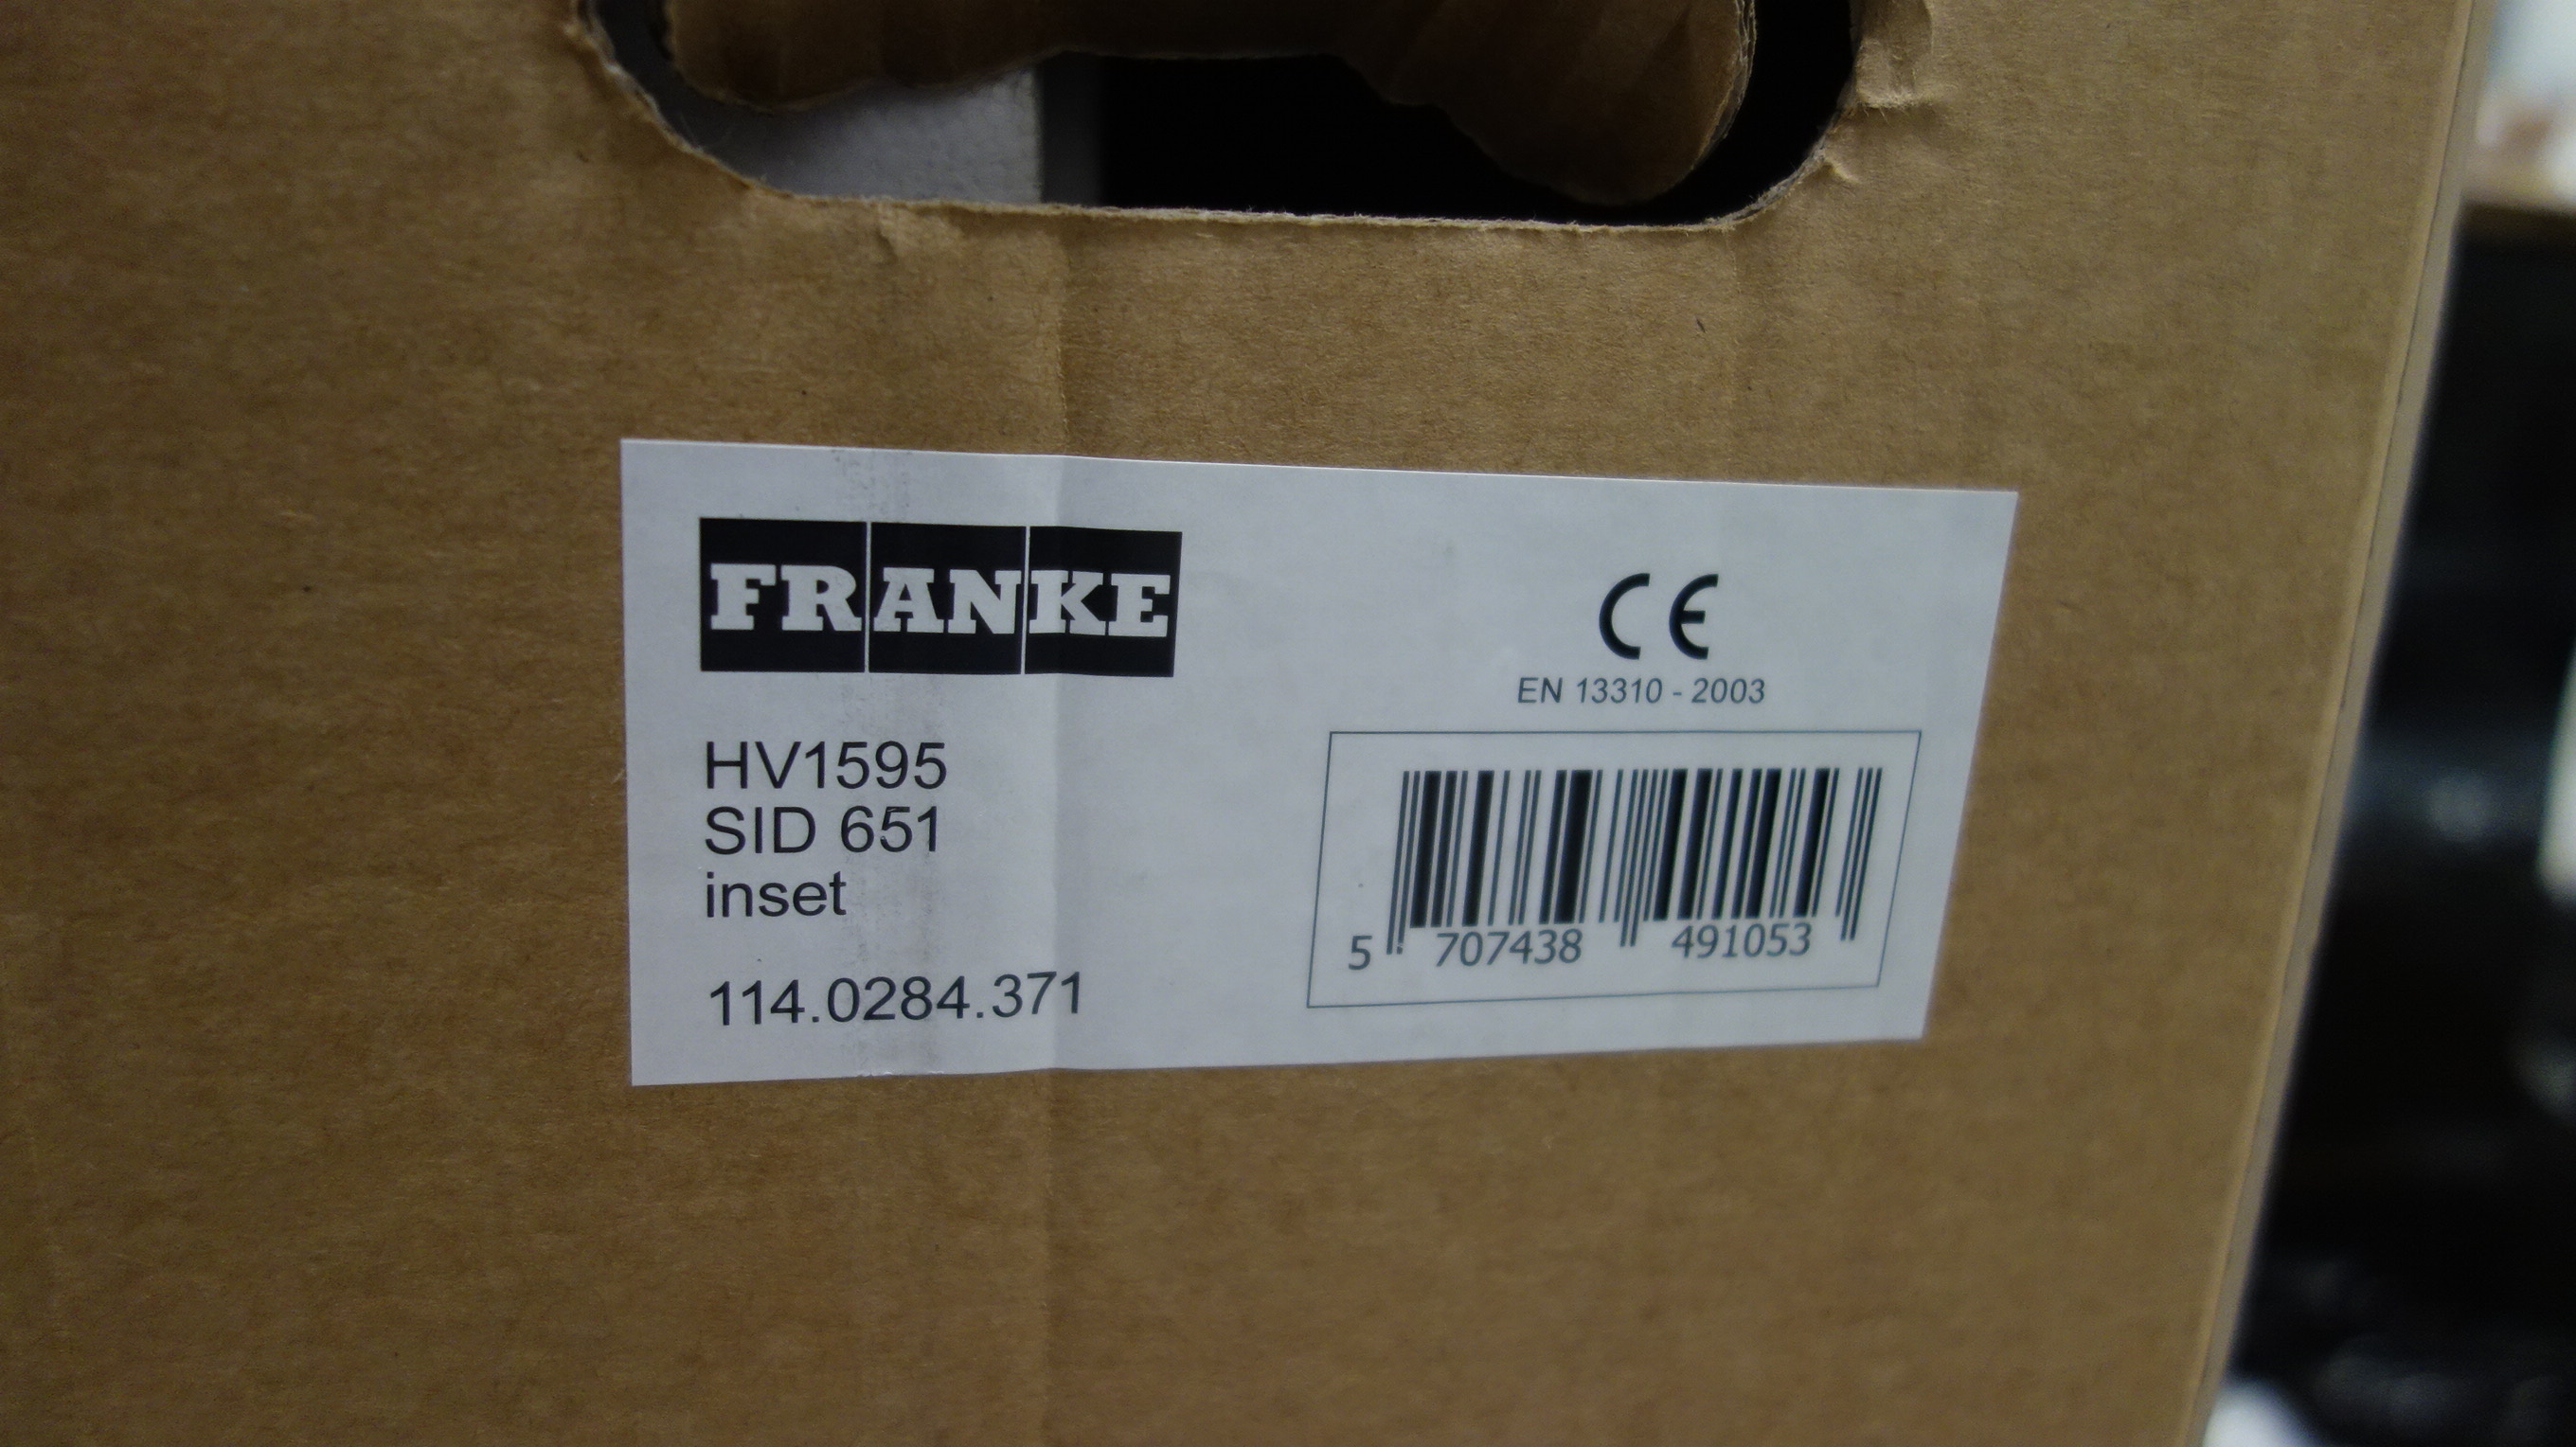 FRANKE
HV1595
SID 651
inset
114.0284.371
CE
EN 13310 - 2003
5 707438 491053